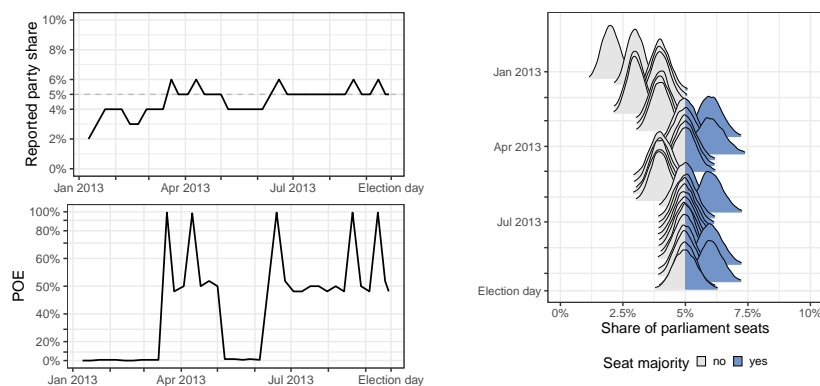 Reported party share
10%
8%
6%
5%
4%
2%
0%
Jan 2013 Apr 2013 Jul 2013 Election day
POE
100%
80%
50%
20%
0%
Jan 2013 Apr 2013 Jul 2013 Election day
Jan 2013
Apr 2013
Jul 2013
Election day
0% 2.5% 5% 7.5% 10%
Share of parliament seats
Seat majority no yes